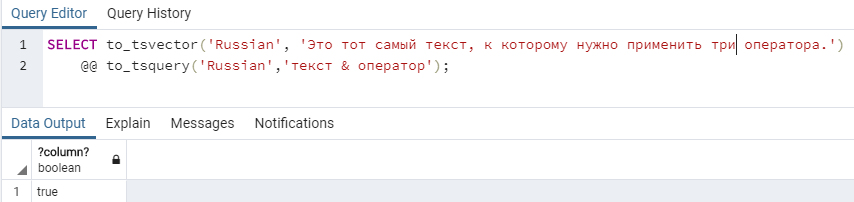 Query Editor Query History
1 SELECT to_tsvector('Russian', 'Это тот самый текст, к которому нужно применить три оператора.')
2 @@ to_tsquery('Russian','текст & оператор');
Data Output Explain Messages Notifications
?column?
boolean
1 true